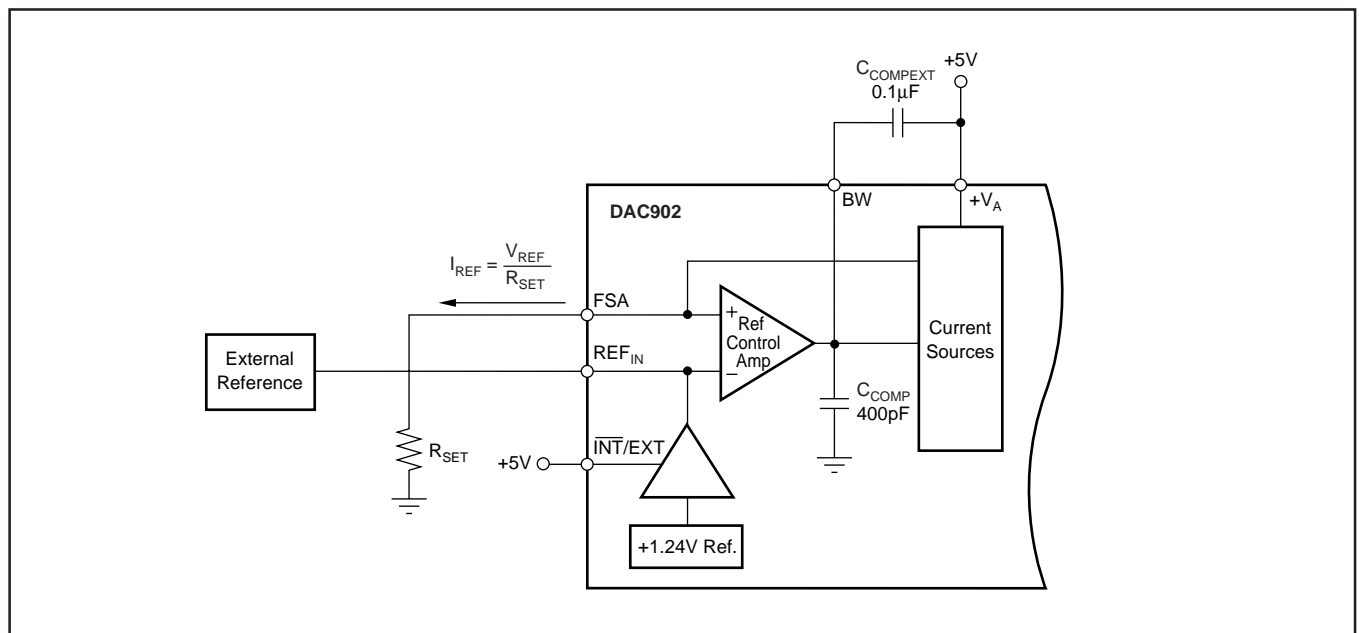 C_COMPEXT
0.1µF
+5V
BW
+V_A
DAC902
I_REF = V_REF / R_SET
FSA
+
Ref
Control
Amp
–
Current
Sources
External
Reference
REF_IN
C_COMP
400pF
R_SET
+5V
I̅N̅T̅/EXT
+1.24V Ref.